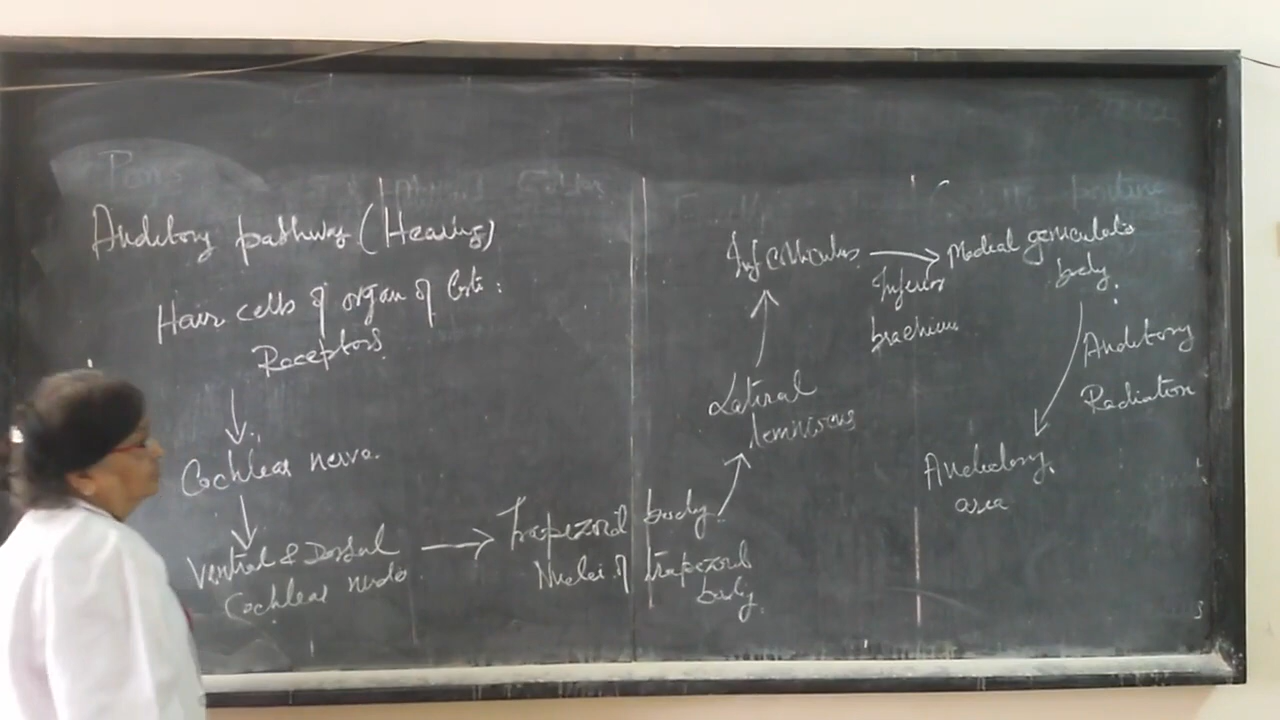 Pons
Auditory pathway (Hearing)
Hair cells of organ of Corti :
Receptors
Cochlear nerve.
Ventral & Dorsal
Cochlear nuclei
Trapezoid body
Nuclei of trapezoid
body.
Lateral
lemniscus
Inf colliculus
Inferior
brachium
Medial geniculate
body.
Auditory
Radiation
Auditory
area